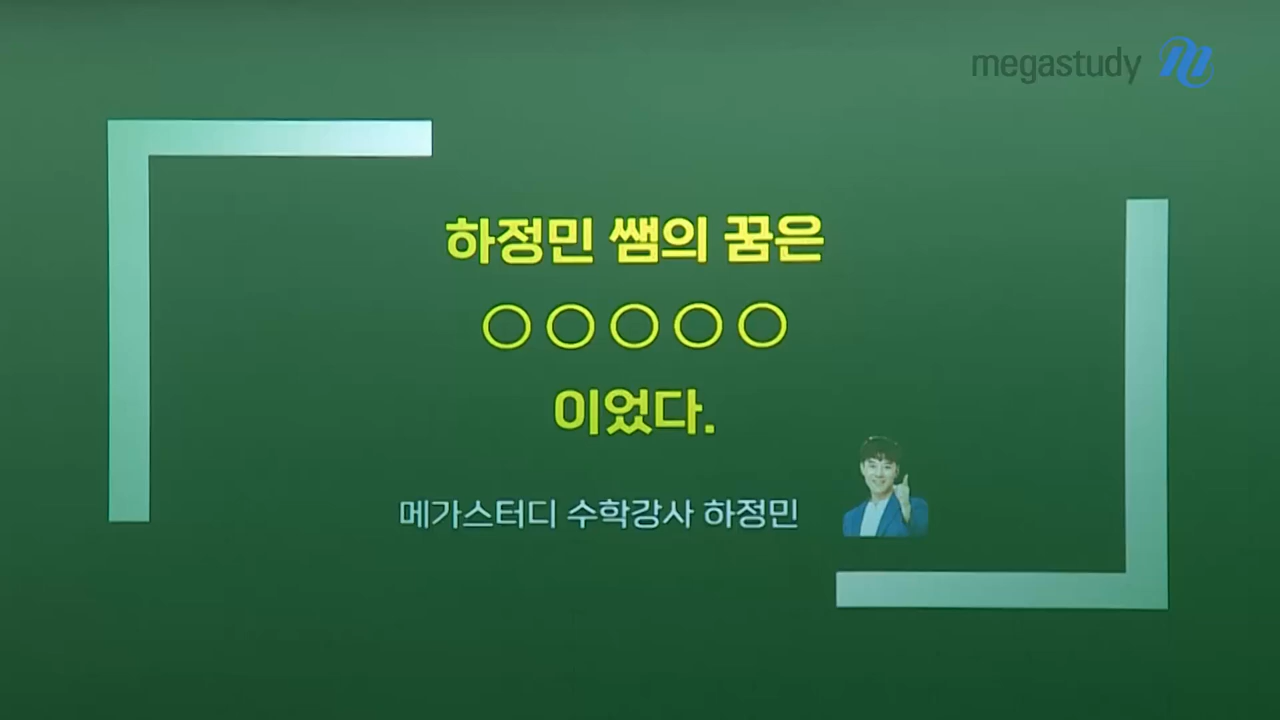 megastudy
하정민 쌤의 꿈은
○○○○○
이었다.
메가스터디 수학강사 하정민